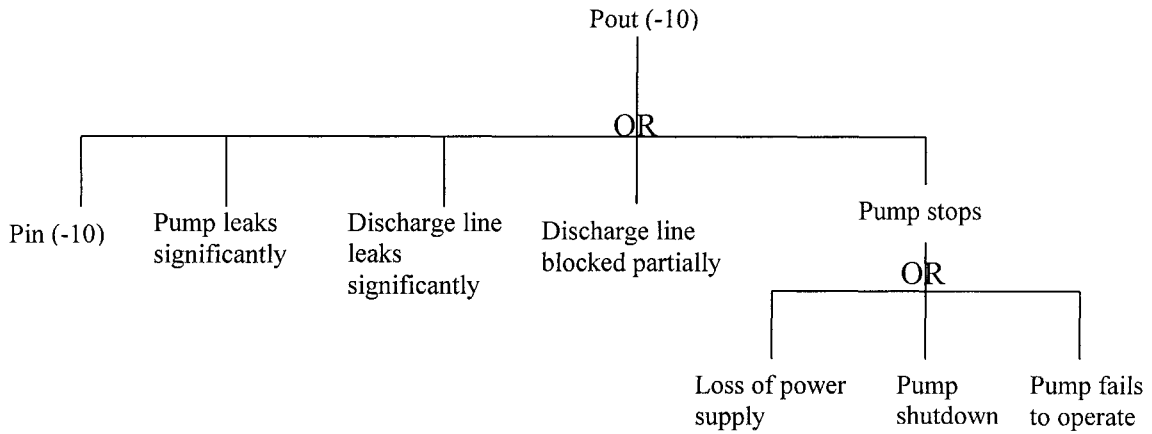 Pout (-10)
OR
Pin (-10)
Pump leaks
significantly
Discharge line
leaks
significantly
Discharge line
blocked partially
Pump stops
OR
Loss of power
supply
Pump
shutdown
Pump fails
to operate